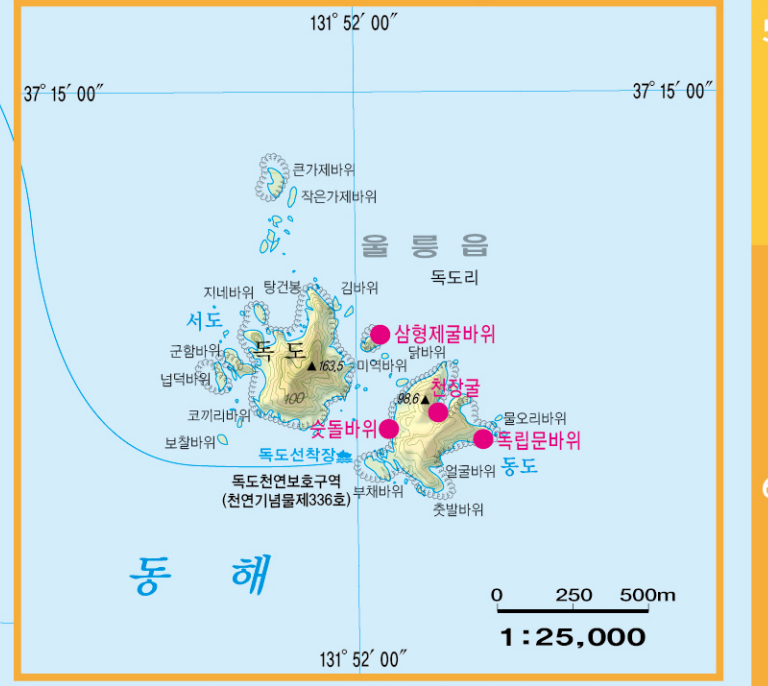 131° 52′ 00″
37° 15′ 00″
37° 15′ 00″
큰가제바위
작은가제바위
울릉읍
독도리
지네바위
탕건봉
김바위
서도
삼형제굴바위
군함바위
독도
닭바위
163.5
미역바위
넙덕바위
천장굴
98.6
100
코끼리바위
숫돌바위
물오리바위
보찰바위
독립문바위
독도선착장
얼굴바위
동도
독도천연보호구역
(천연기념물제336호)
부채바위
춧발바위
동해
0 250 500m
1:25,000
131° 52′ 00″